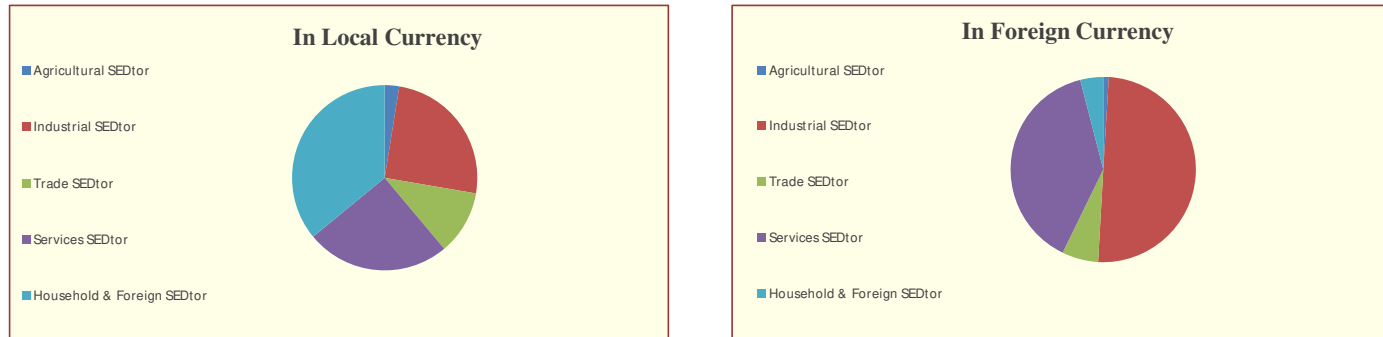 In Local Currency
Agricultural SEDtor
Industrial SEDtor
Trade SEDtor
Services SEDtor
Household & Foreign SEDtor
In Foreign Currency
Agricultural SEDtor
Industrial SEDtor
Trade SEDtor
Services SEDtor
Household & Foreign SEDtor